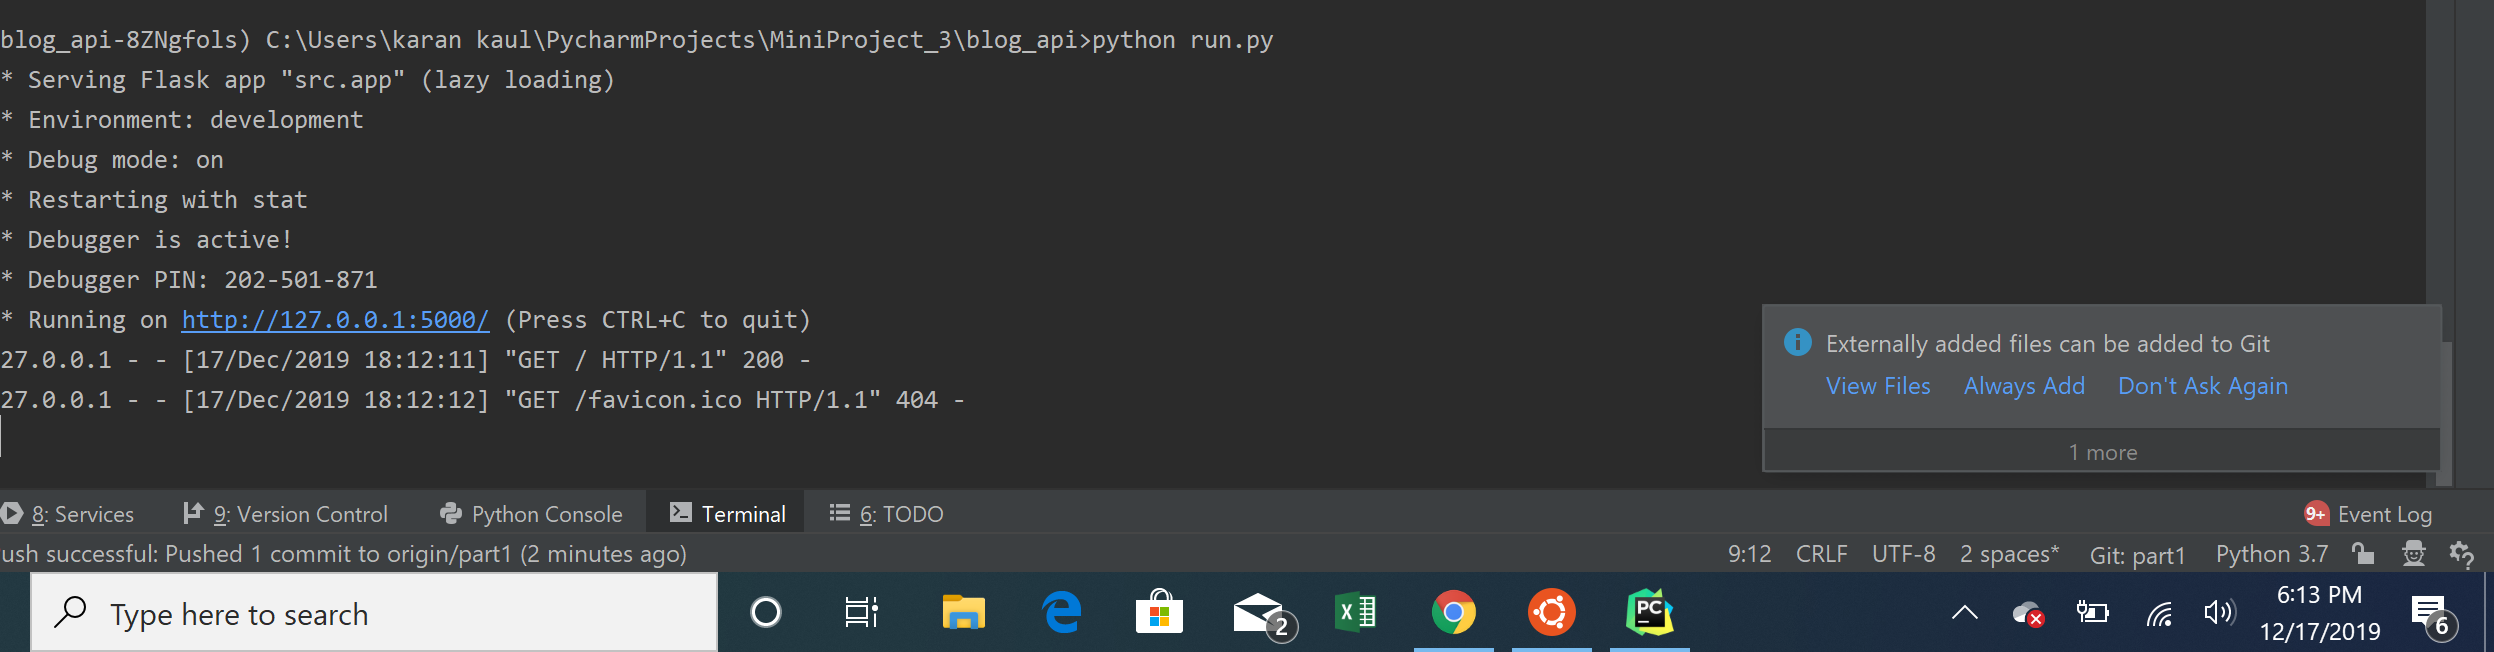 blog_api-8ZNgfols) C:\Users\karan kaul\PycharmProjects\MiniProject_3\blog_api>python run.py
* Serving Flask app "src.app" (lazy loading)
* Environment: development
* Debug mode: on
* Restarting with stat
* Debugger is active!
* Debugger PIN: 202-501-871
* Running on http://127.0.0.1:5000/ (Press CTRL+C to quit)
27.0.0.1 - - [17/Dec/2019 18:12:11] "GET / HTTP/1.1" 200 -
27.0.0.1 - - [17/Dec/2019 18:12:12] "GET /favicon.ico HTTP/1.1" 404 -
Externally added files can be added to Git
View Files Always Add Don't Ask Again
1 more
8: Services 9: Version Control Python Console Terminal 6: TODO 9+ Event Log
ush successful: Pushed 1 commit to origin/part1 (2 minutes ago) 9:12 CRLF UTF-8 2 spaces* Git: part1 Python 3.7
Type here to search
2
X
PC
6:13 PM
12/17/2019
6